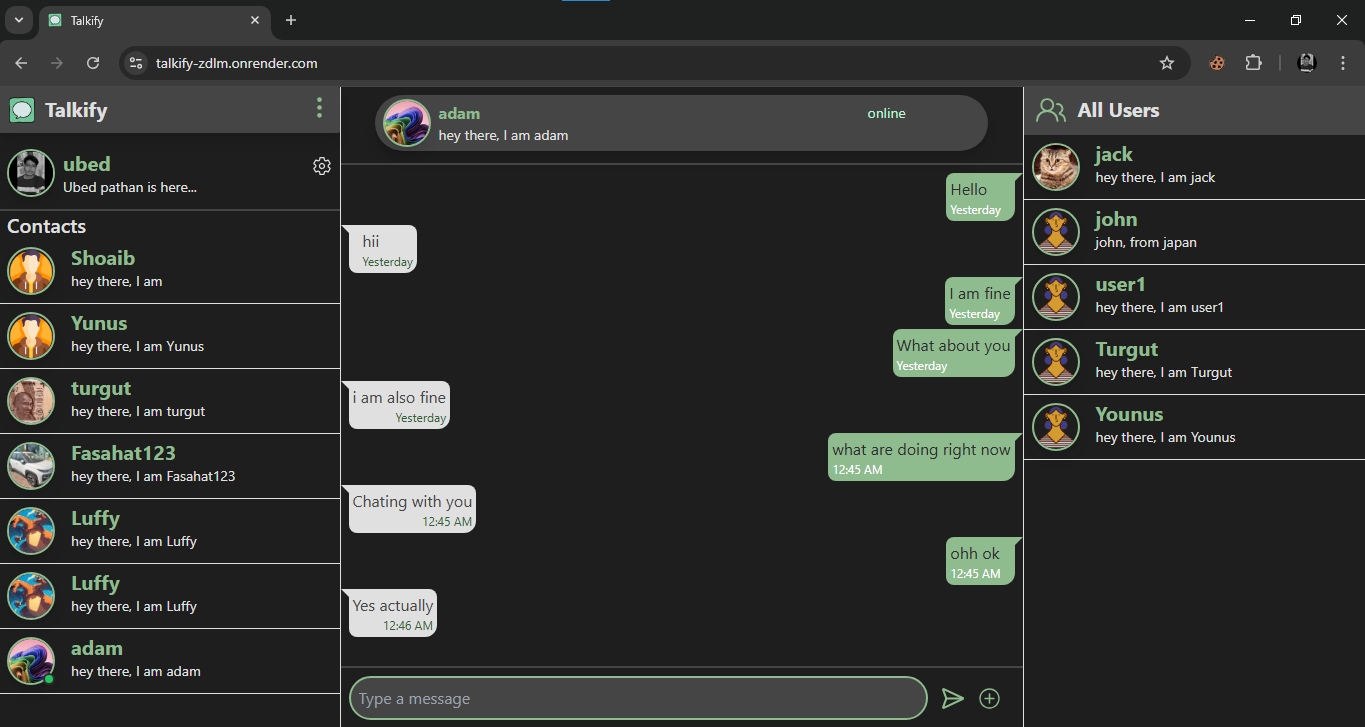 Talkify
talkify-zdlm.onrender.com
Talkify
ubed
Ubed pathan is here...
Contacts
Shoaib
hey there, I am
Yunus
hey there, I am Yunus
turgut
hey there, I am turgut
Fasahat123
hey there, I am Fasahat123
Luffy
hey there, I am Luffy
Luffy
hey there, I am Luffy
adam
hey there, I am adam
adam
hey there, I am adam
online
Hello
Yesterday
hii
Yesterday
I am fine
Yesterday
What about you
Yesterday
i am also fine
Yesterday
what are doing right now
12:45 AM
Chating with you
12:45 AM
ohh ok
12:45 AM
Yes actually
12:46 AM
Type a message
All Users
jack
hey there, I am jack
john
john, from japan
user1
hey there, I am user1
Turgut
hey there, I am Turgut
Younus
hey there, I am Younus